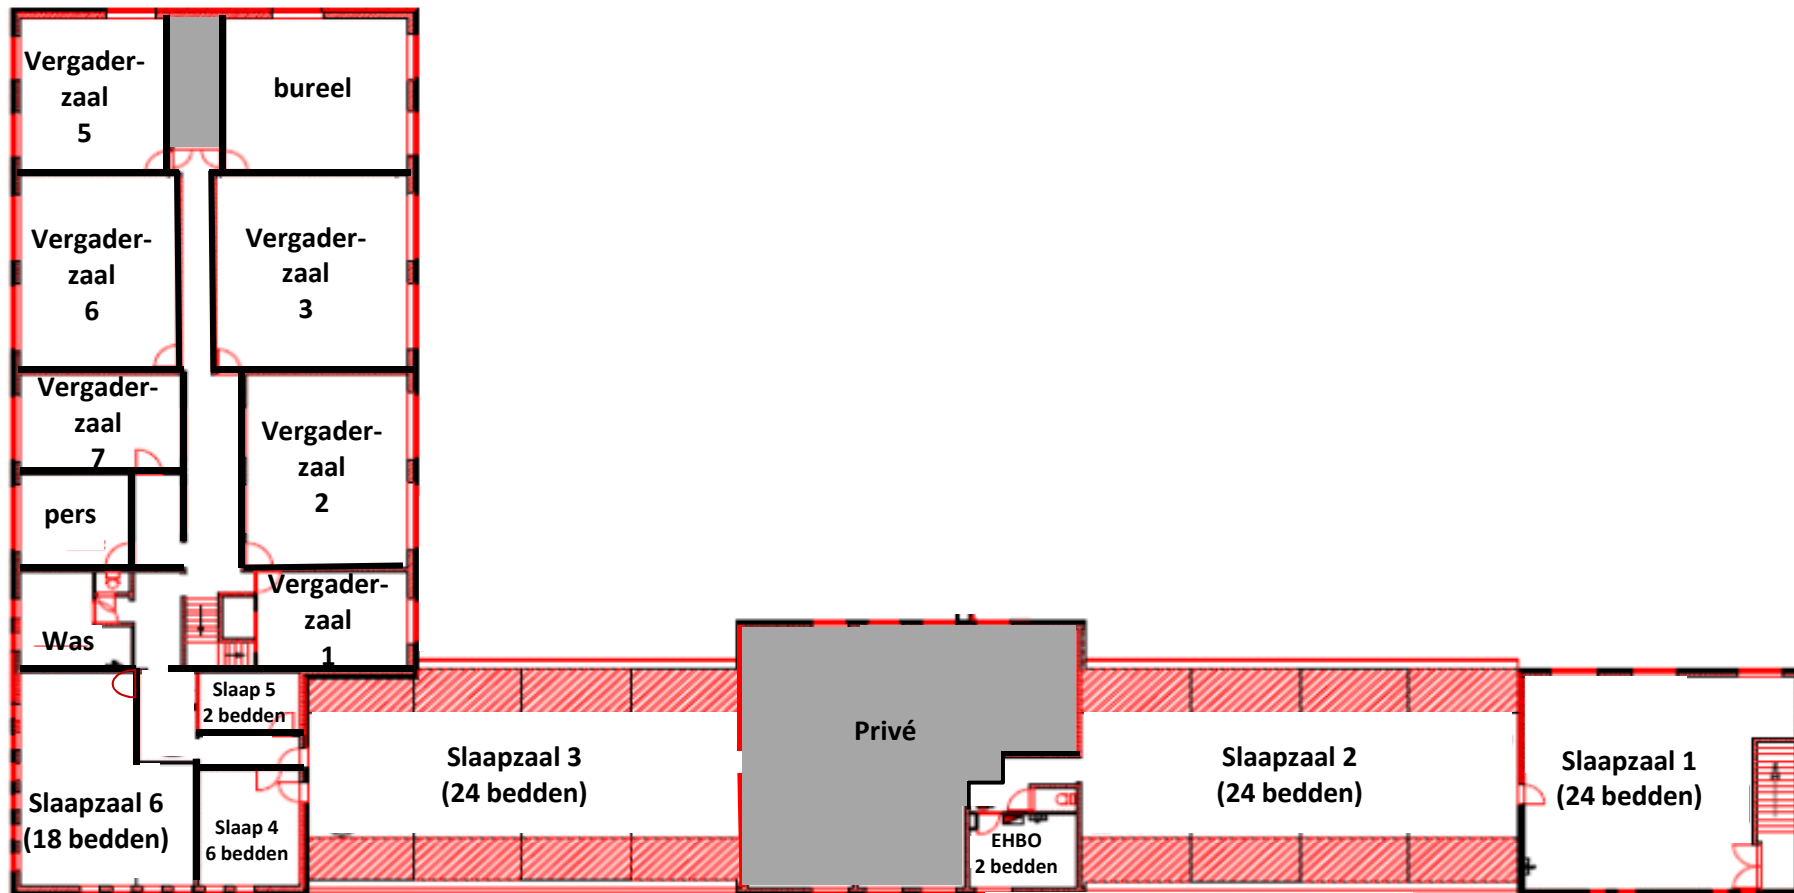 Vergader-
zaal
5
bureel
Vergader-
zaal
6
Vergader-
zaal
3
Vergader-
zaal
7
Vergader-
zaal
2
pers
Vergader-
zaal
1
Was
Slaap 5
2 bedden
Slaapzaal 6
(18 bedden)
Slaap 4
6 bedden
Slaapzaal 3
(24 bedden)
Privé
EHBO
2 bedden
Slaapzaal 2
(24 bedden)
Slaapzaal 1
(24 bedden)